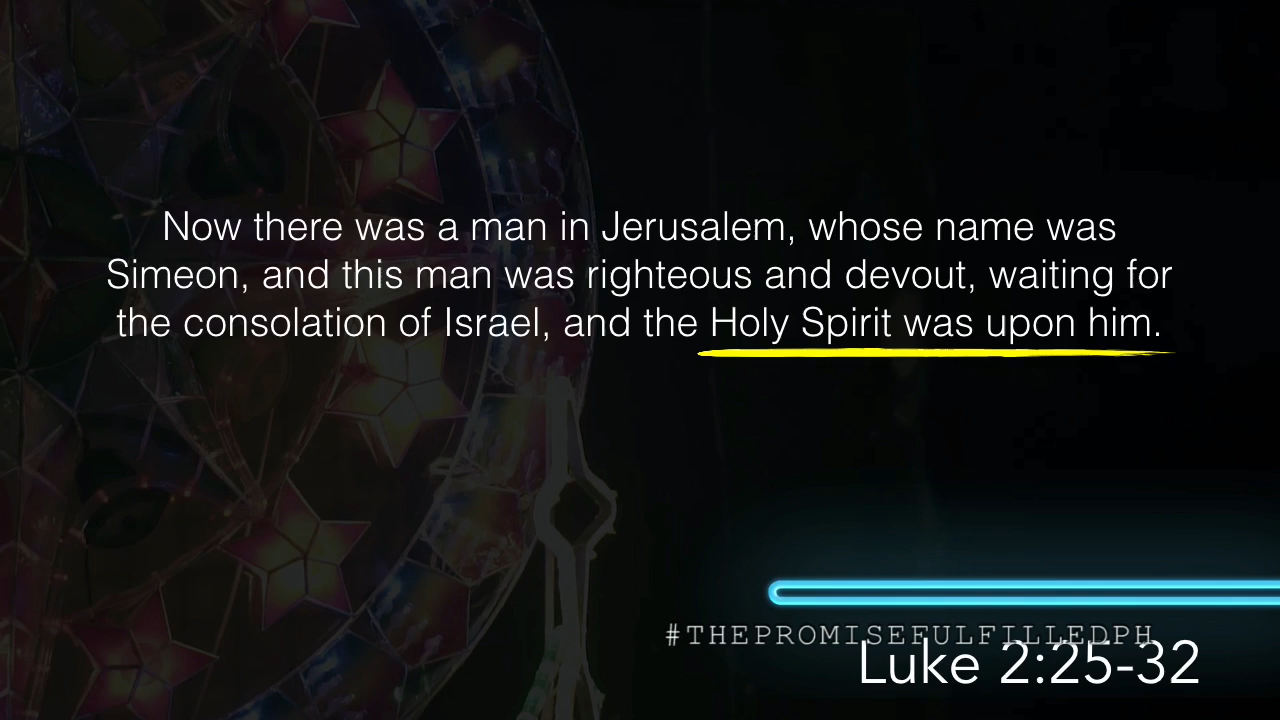 Now there was a man in Jerusalem, whose name was
Simeon, and this man was righteous and devout, waiting for
the consolation of Israel, and the Holy Spirit was upon him.
#THEPROMISEFULFILLEDPH
Luke 2:25-32